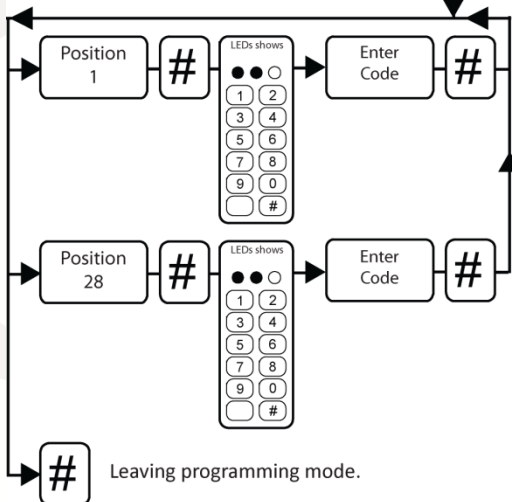 Position
1
#
LEDs shows
1 2
3 4
5 6
7 8
9 0
#
Enter
Code
#
Position
28
#
LEDs shows
1 2
3 4
5 6
7 8
9 0
#
Enter
Code
#
# Leaving programming mode.